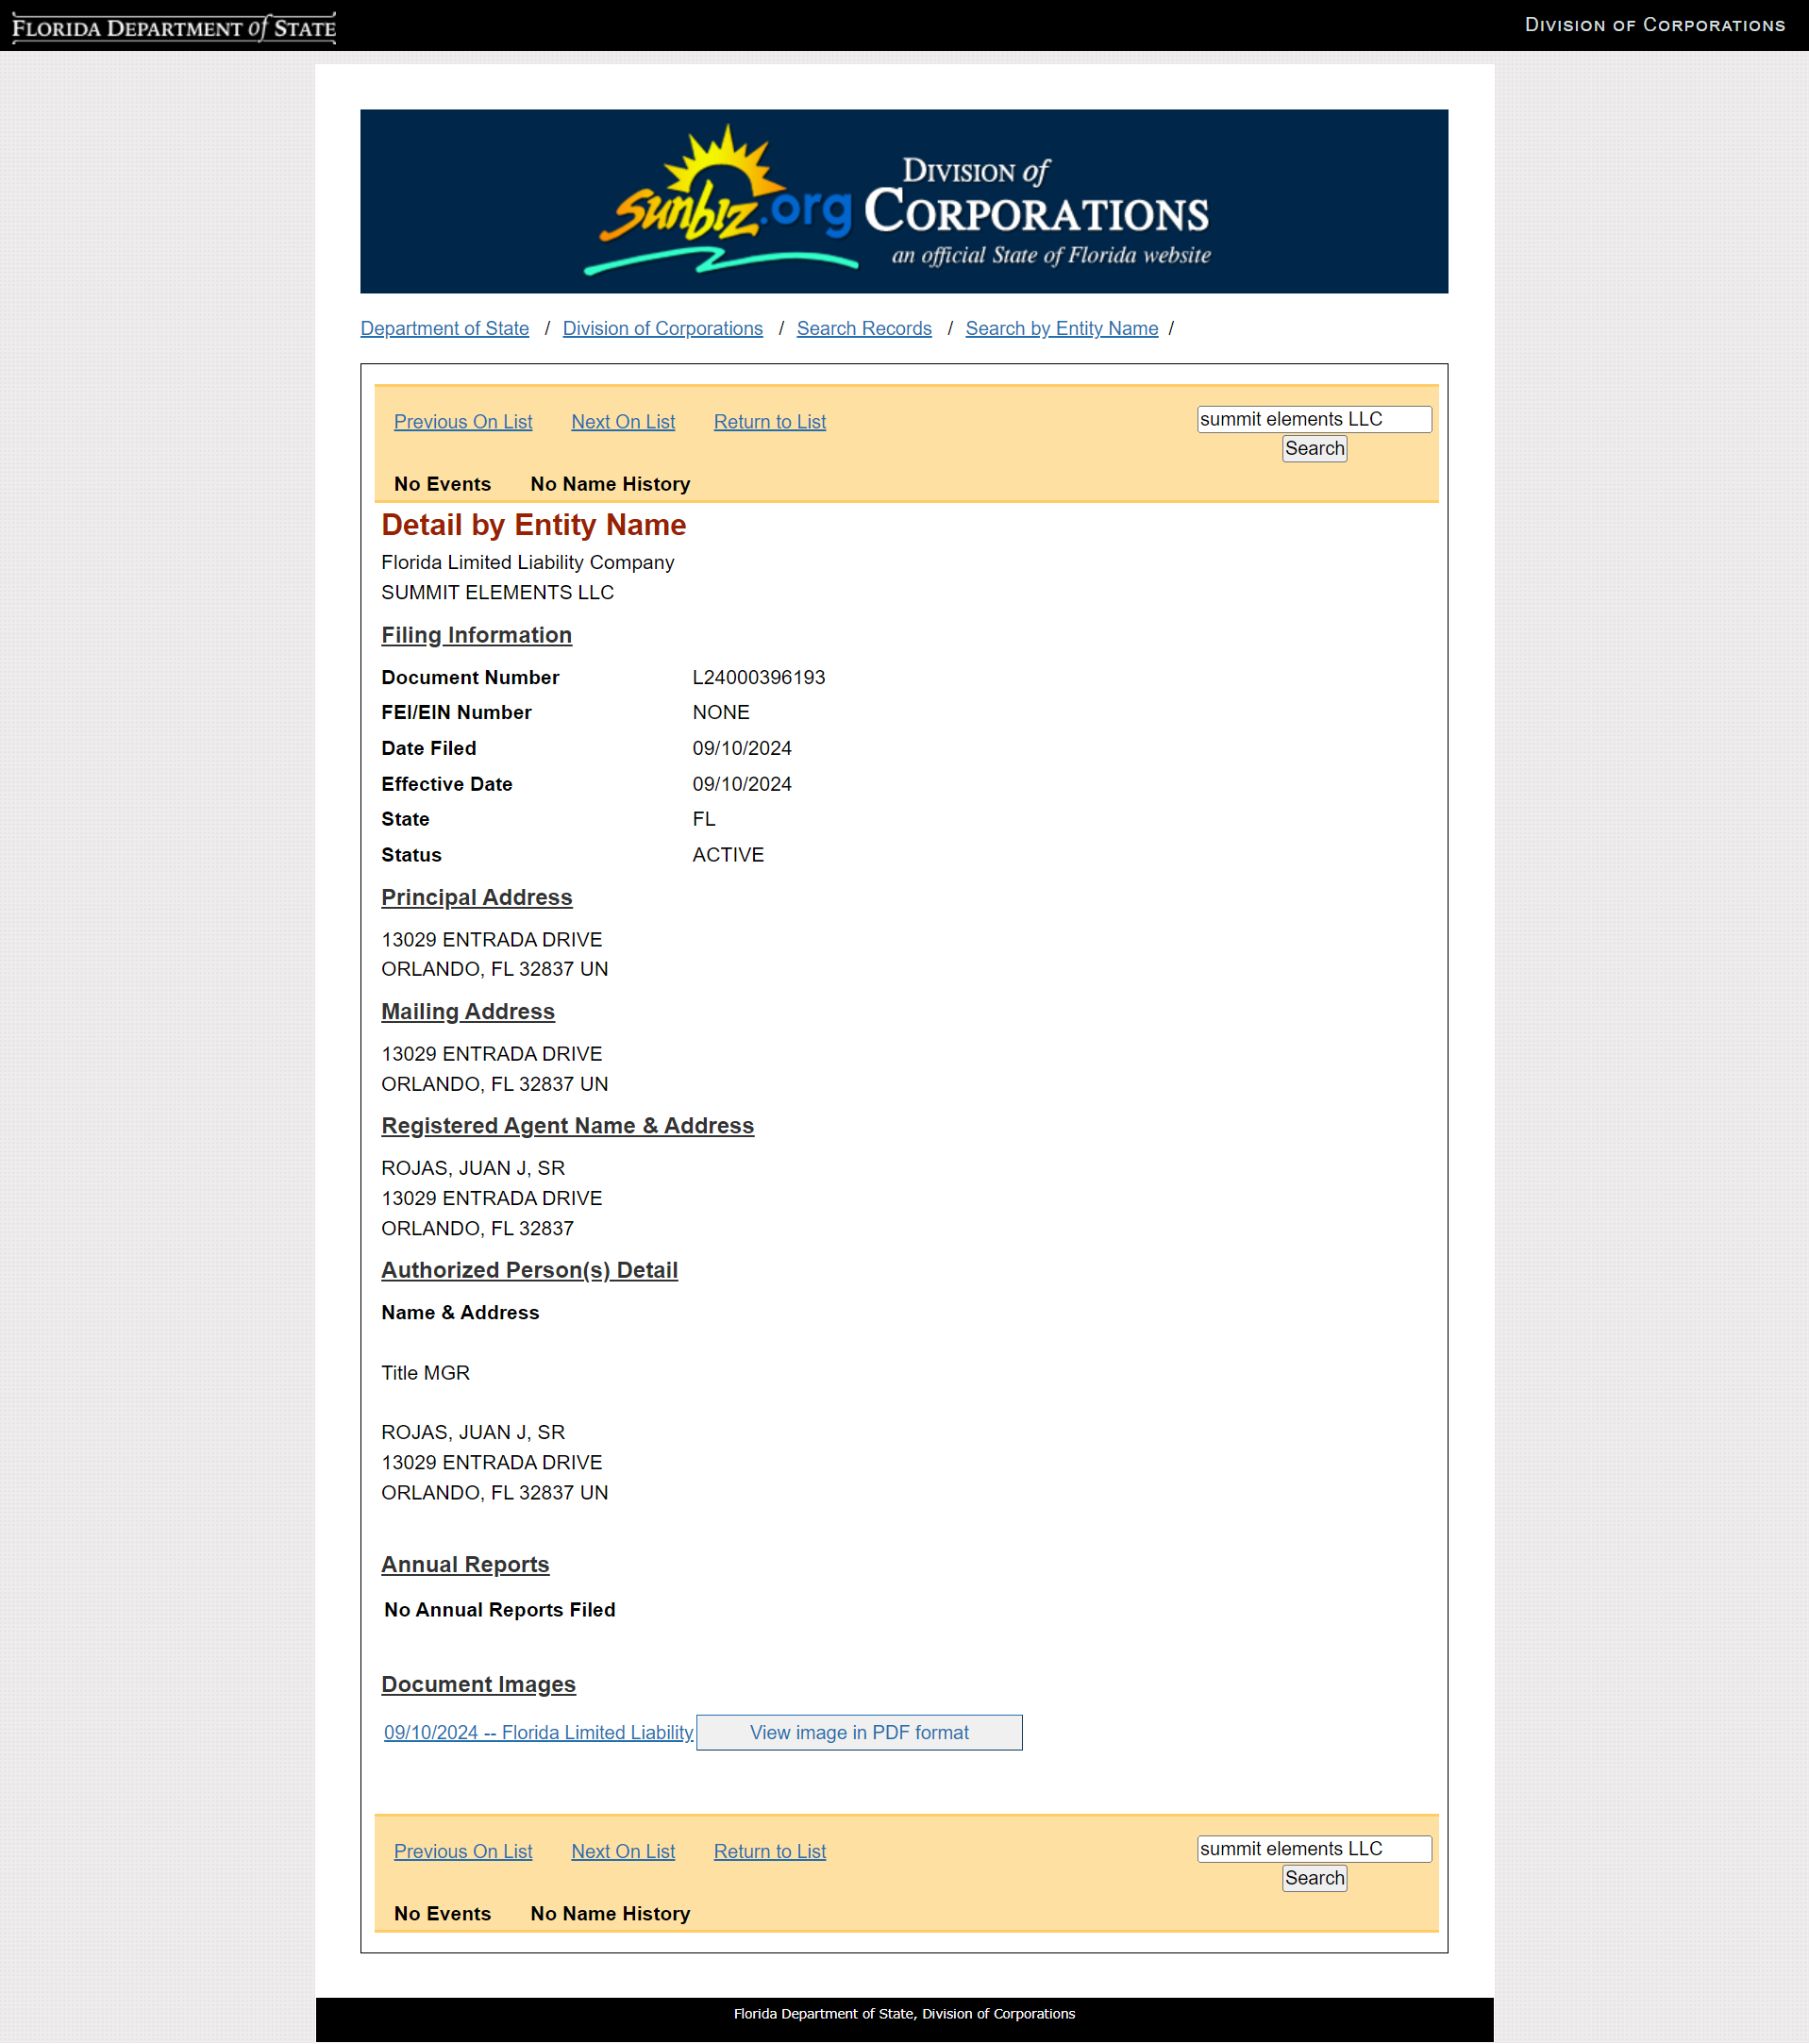 FLORIDA DEPARTMENT of STATE
DIVISION OF CORPORATIONS
Sunbiz.org
DIVISION of
CORPORATIONS
an official State of Florida website
Department of State / Division of Corporations / Search Records / Search by Entity Name /
Previous On List Next On List Return to List summit elements LLC
Search
No Events No Name History
Detail by Entity Name
Florida Limited Liability Company
SUMMIT ELEMENTS LLC
Filing Information
Document Number L24000396193
FEI/EIN Number NONE
Date Filed 09/10/2024
Effective Date 09/10/2024
State FL
Status ACTIVE
Principal Address
13029 ENTRADA DRIVE
ORLANDO, FL 32837 UN
Mailing Address
13029 ENTRADA DRIVE
ORLANDO, FL 32837 UN
Registered Agent Name & Address
ROJAS, JUAN J, SR
13029 ENTRADA DRIVE
ORLANDO, FL 32837
Authorized Person(s) Detail
Name & Address
Title MGR
ROJAS, JUAN J, SR
13029 ENTRADA DRIVE
ORLANDO, FL 32837 UN
Annual Reports
No Annual Reports Filed
Document Images
09/10/2024 -- Florida Limited Liability View image in PDF format
Previous On List Next On List Return to List summit elements LLC
Search
No Events No Name History
Florida Department of State, Division of Corporations